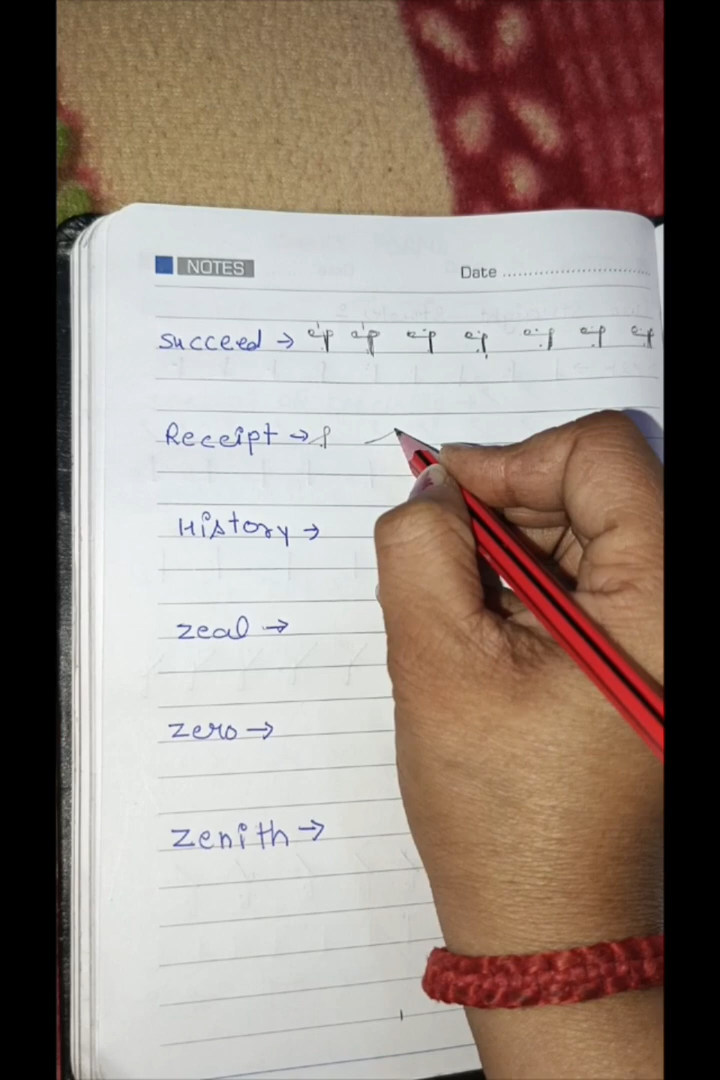 NOTES
Date
Succeed →
Receipt →
History →
Zeal →
Zero →
Zenith →